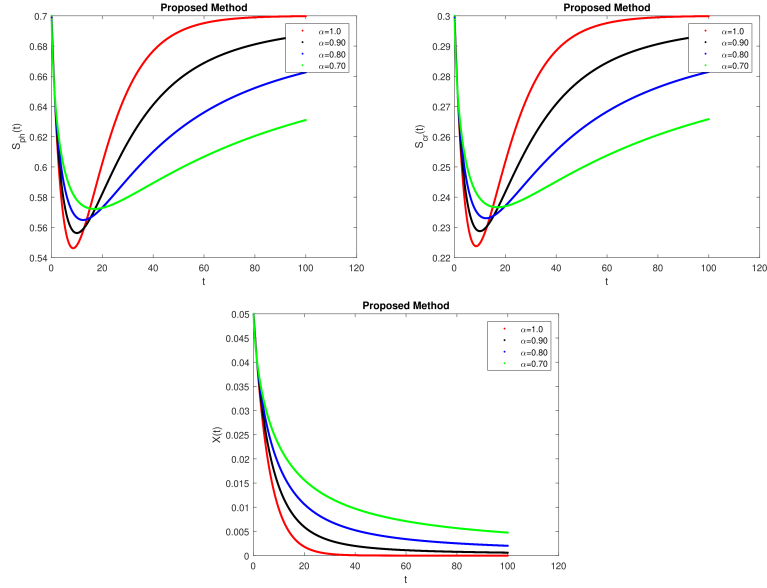 Proposed Method
0.7
0.68
0.66
0.64
0.62
0.6
0.58
0.56
0.54
S_ph(t)
0 20 40 60 80 100 120
t
α=1.0
α=0.90
α=0.80
α=0.70
Proposed Method
0.3
0.29
0.28
0.27
0.26
0.25
0.24
0.23
0.22
S_cr(t)
0 20 40 60 80 100 120
t
α=1.0
α=0.90
α=0.80
α=0.70
Proposed Method
0.05
0.045
0.04
0.035
0.03
0.025
0.02
0.015
0.01
0.005
0
X(t)
0 20 40 60 80 100 120
t
α=1.0
α=0.90
α=0.80
α=0.70